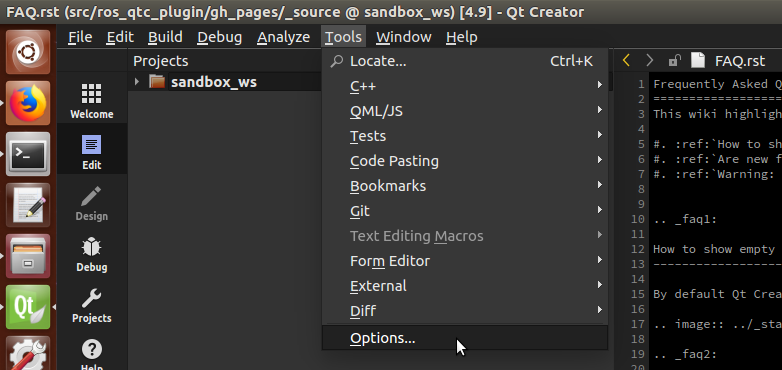 FAQ.rst (src/ros_qtc_plugin/gh_pages/_source @ sandbox_ws) [4.9] - Qt Creator
File Edit Build Debug Analyze Tools Window Help
Projects
sandbox_ws
Welcome
Edit
Design
Debug
Projects
Help
Qt
Locate... Ctrl+K
C++
QML/JS
Tests
Code Pasting
Bookmarks
Git
Text Editing Macros
Form Editor
External
Diff
Options...
FAQ.rst
1 Frequently Asked Q
2 ==================
3 This wiki highligh
4
5 #. :ref:`How to sh
6 #. :ref:`Are new f
7 #. :ref:`Warning:
8
9
10 .. _faq1:
11
12 How to show empty
13 ------------------
14
15 By default Qt Crea
16
17 .. image:: ../_sta
18
19 .. _faq2:
20